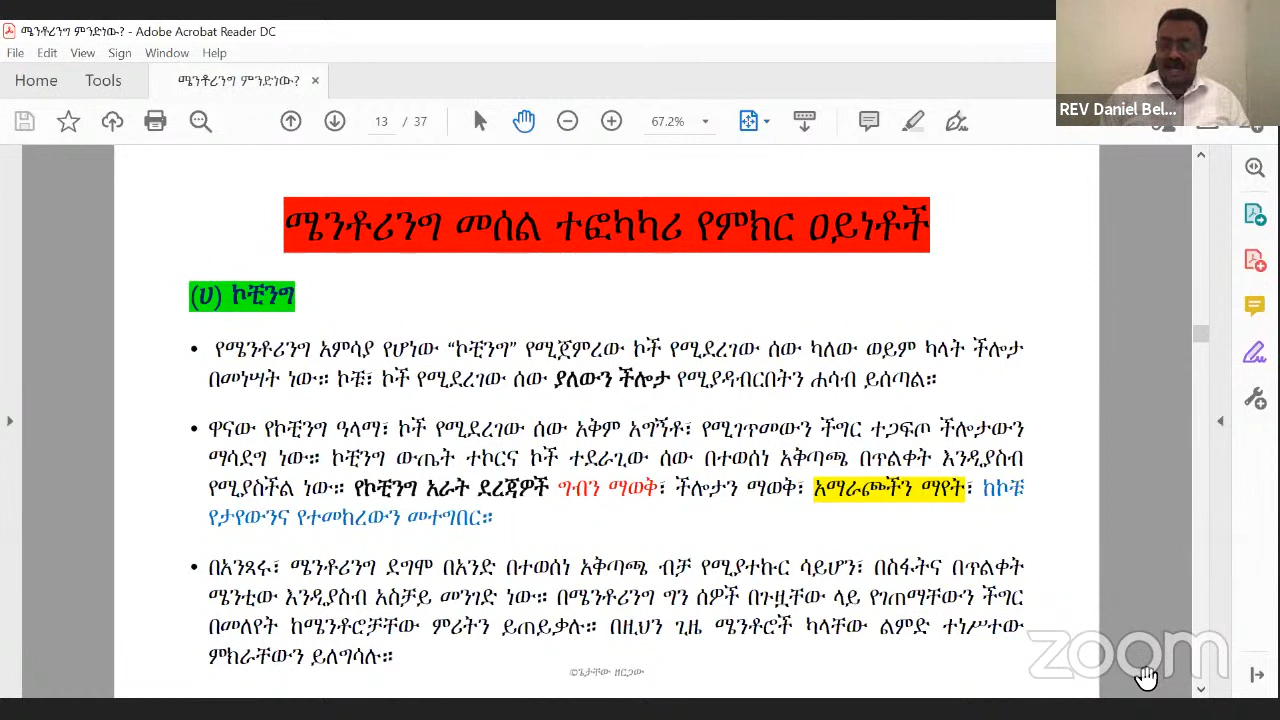 ሜንቶሪንግ ምንድነው? - Adobe Acrobat Reader DC
File Edit View Sign Window Help
Home Tools ሜንቶሪንግ ምንድነው? ×
13 / 37 67.2%
REV Daniel Bel...
ሜንቶሪንግ መሰል ተፎካካሪ የምክር ዐይነቶች
(ሀ) ኮቺንግ
• የሜንቶሪንግ አምሳያ የሆነው “ኮቺንግ” የሚጀምረው ኮች የሚደረገው ሰው ካለው ወይም ካላት ችሎታ
በመነሣት ነው። ኮቹ፣ ኮች የሚደረገው ሰው ያለውን ችሎታ የሚያዳብርበትን ሐሳብ ይሰጣል።
• ዋናው የኮቺንግ ዓላማ፣ ኮች የሚደረገው ሰው አቅም አግኝቶ፣ የሚገጥመውን ችግር ተጋፍጦ ችሎታውን
ማሳደግ ነው። ኮቺንግ ውጤት ተኮርና ኮች ተደራጊው ሰው በተወሰነ አቅጣጫ በጥልቀት እንዲያስብ
የሚያስችል ነው። የኮቺንግ አራት ደረጃዎች ግብን ማወቅ፣ ችሎታን ማወቅ፣ አማራጮችን ማየት፣ ከኮቹ
የታየውንና የተመከረውን መተግበር።
• በአንጻሩ፣ ሜንቶሪንግ ደግሞ በአንድ በተወሰነ አቅጣጫ ብቻ የሚያተኩር ሳይሆን፣ በስፋትና በጥልቀት
ሜንቲው እንዲያስብ አስቻይ መንገድ ነው። በሜንቶሪንግ ግን ሰዎች በጉዟቸው ላይ የገጠማቸውን ችግር
በመለየት ከሜንቶሮቻቸው ምሪትን ይጠይቃሉ። በዚህን ጊዜ ሜንቶሮች ካላቸው ልምድ ተነሥተው
ምክራቸውን ይለግሳሉ።
©ጌታቸው ዘርጋው
zoom